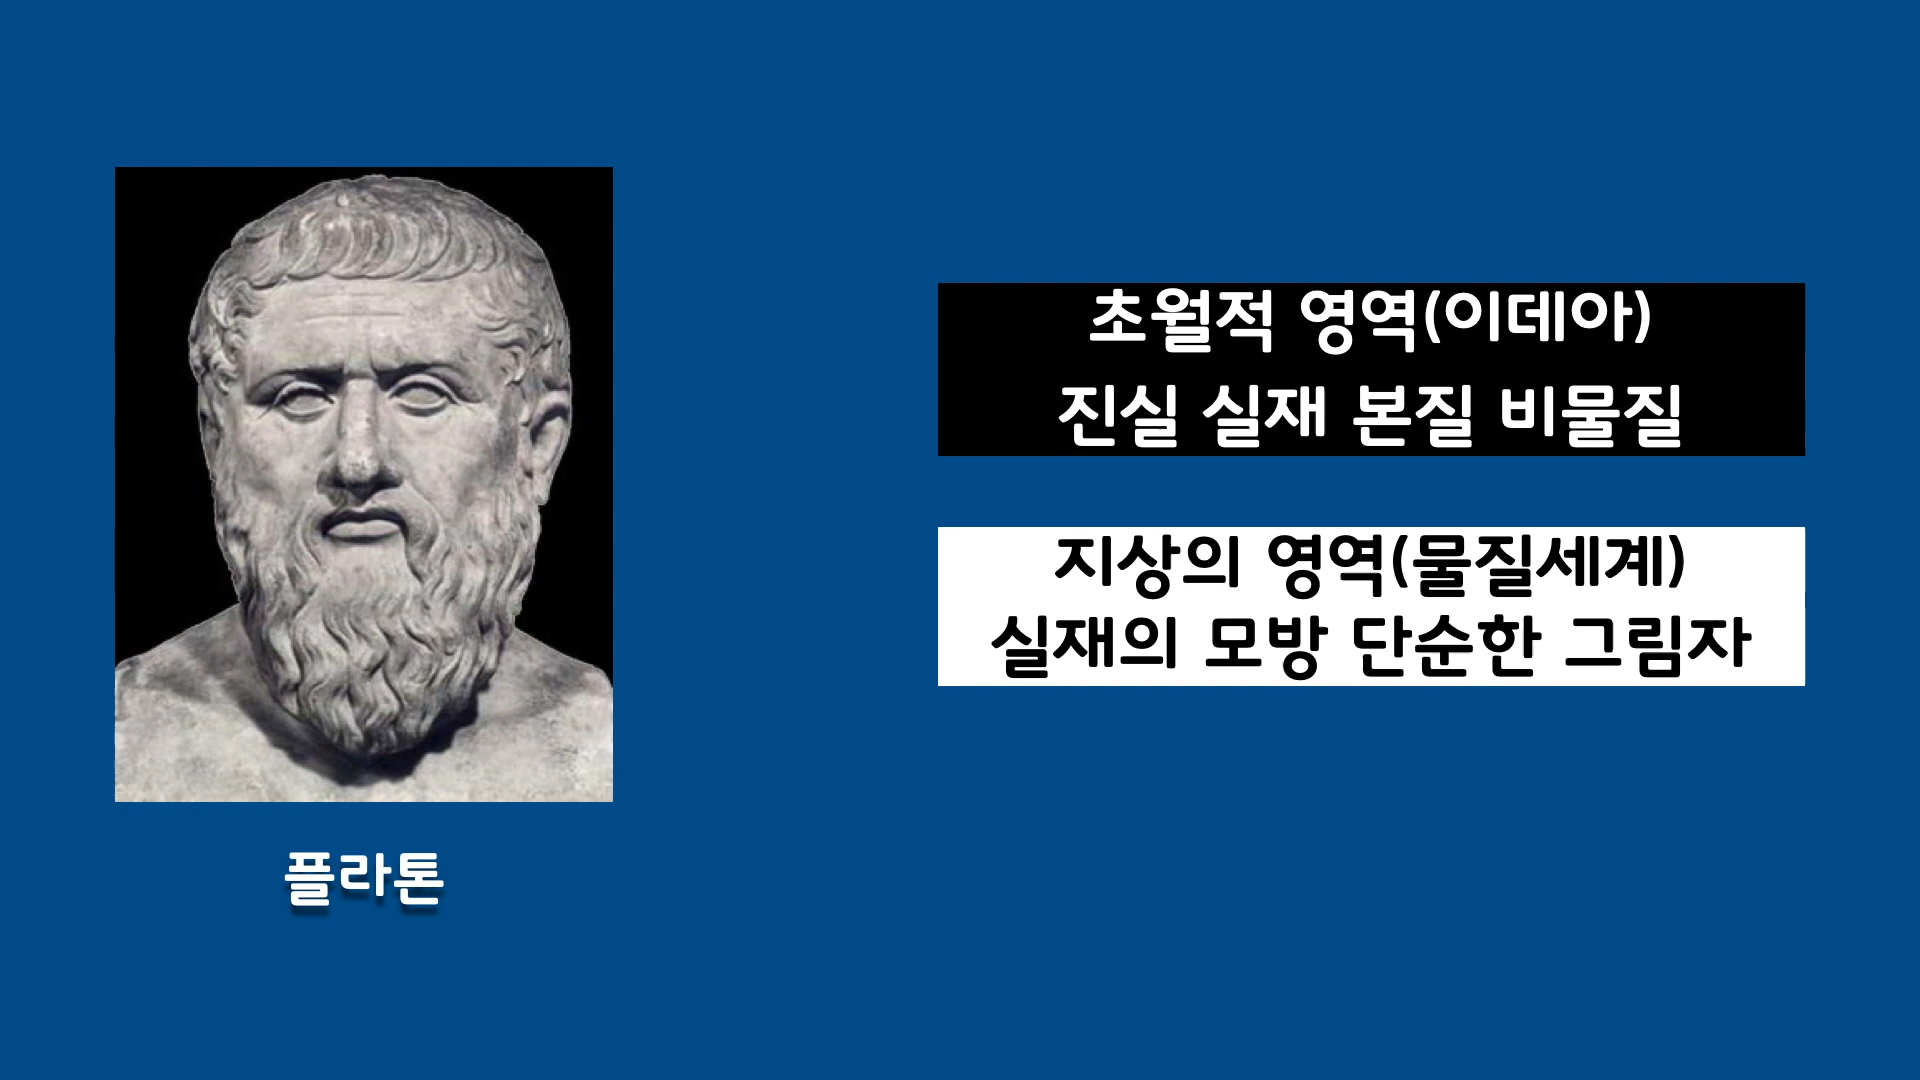 초월적 영역(이데아)
진실 실재 본질 비물질
지상의 영역(물질세계)
실재의 모방 단순한 그림자
플라톤